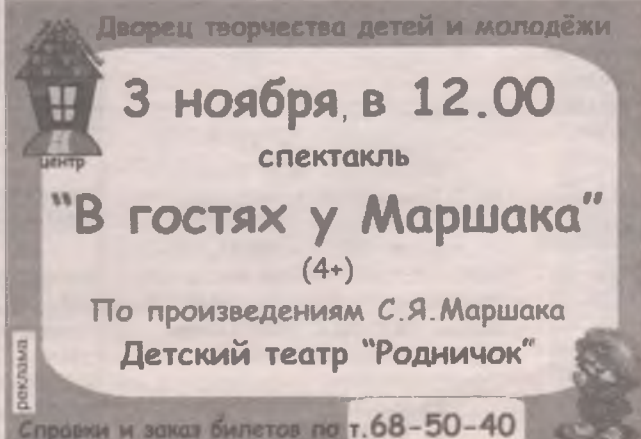 Дворец творчества детей и молодёжи
центр
3 ноября, в 12.00
спектакль
"В гостях у Маршака"
(4+)
По произведениям С.Я.Маршака
Детский театр "Родничок"
реклама
Справки и заказ билетов по т.68-50-40